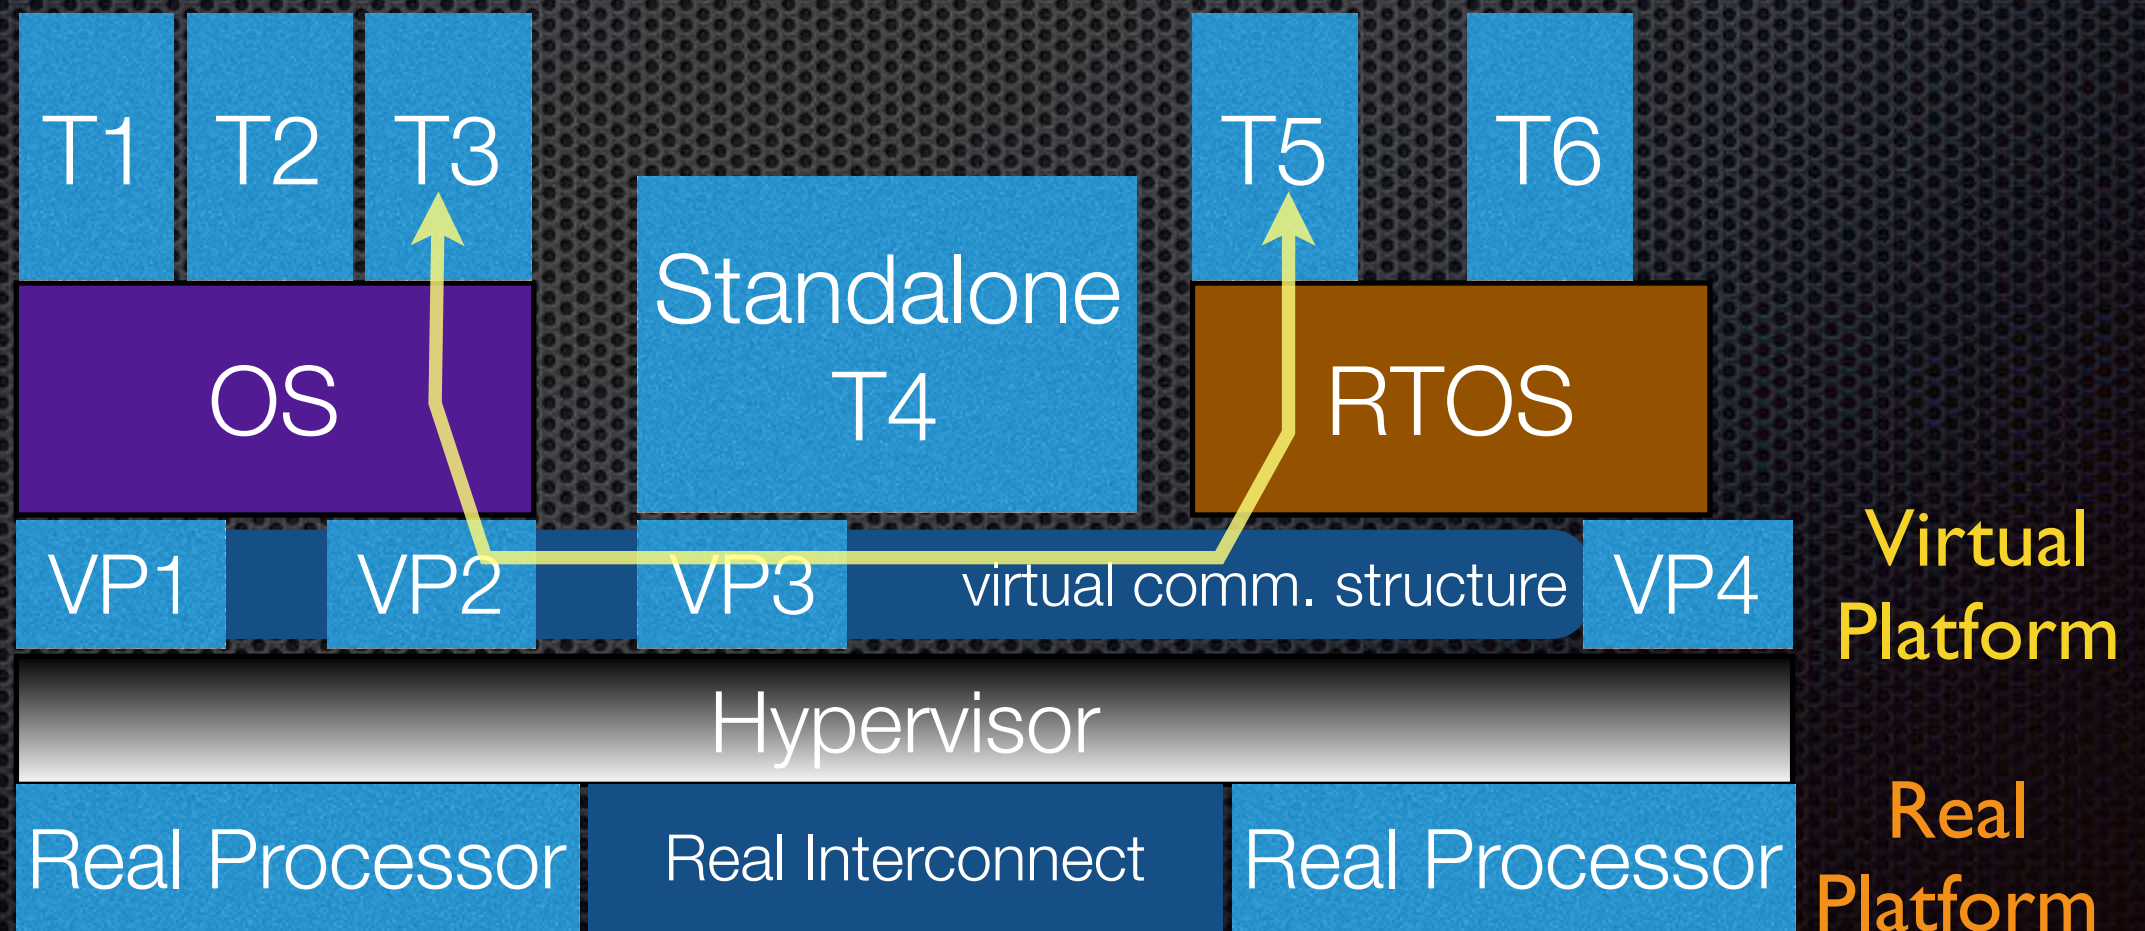 T1
T2
T3
T5
T6
Standalone
T4
OS
RTOS
VP1
VP2
VP3
virtual comm. structure
VP4
Virtual
Platform
Hypervisor
Real Processor
Real Interconnect
Real Processor
Real
Platform